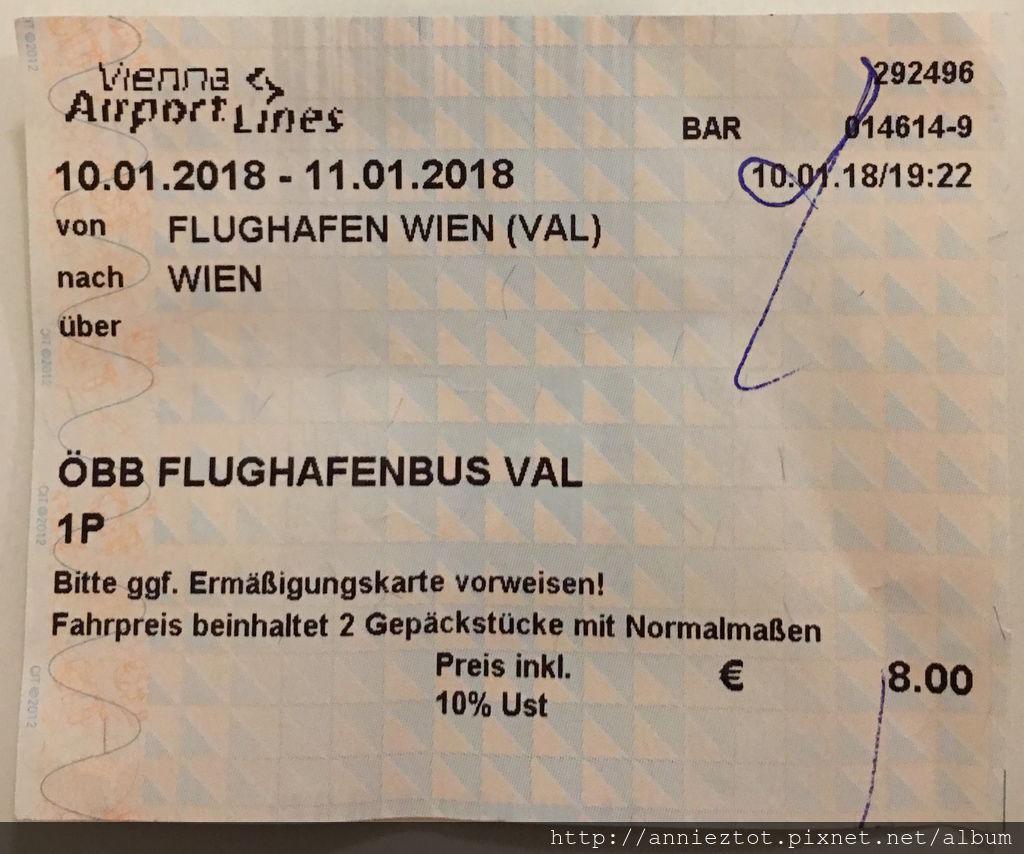 Vienna
Airport Lines
292496
BAR 014614-9
10.01.2018 - 11.01.2018 10.01.18/19:22
von FLUGHAFEN WIEN (VAL)
nach WIEN
über
ÖBB FLUGHAFENBUS VAL
1P
Bitte ggf. Ermäßigungskarte vorweisen!
Fahrpreis beinhaltet 2 Gepäckstücke mit Normalmaßen
Preis inkl. € 8.00
10% Ust
http://annieztot.pixnet.net/album